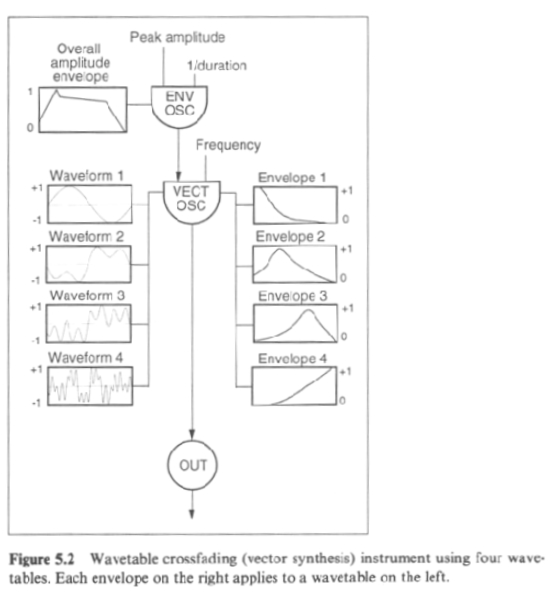 Peak amplitude
Overall
amplitude
envelope
1/duration
1
0
ENV
OSC
Frequency
Waveform 1
+1
-1
VECT
OSC
Envelope 1
+1
0
Waveform 2
+1
-1
Envelope 2
+1
0
Waveform 3
+1
-1
Envelope 3
+1
0
Waveform 4
+1
-1
Envelope 4
+1
0
OUT
Figure 5.2 Wavetable crossfading (vector synthesis) instrument using four wave-
tables. Each envelope on the right applies to a wavetable on the left.